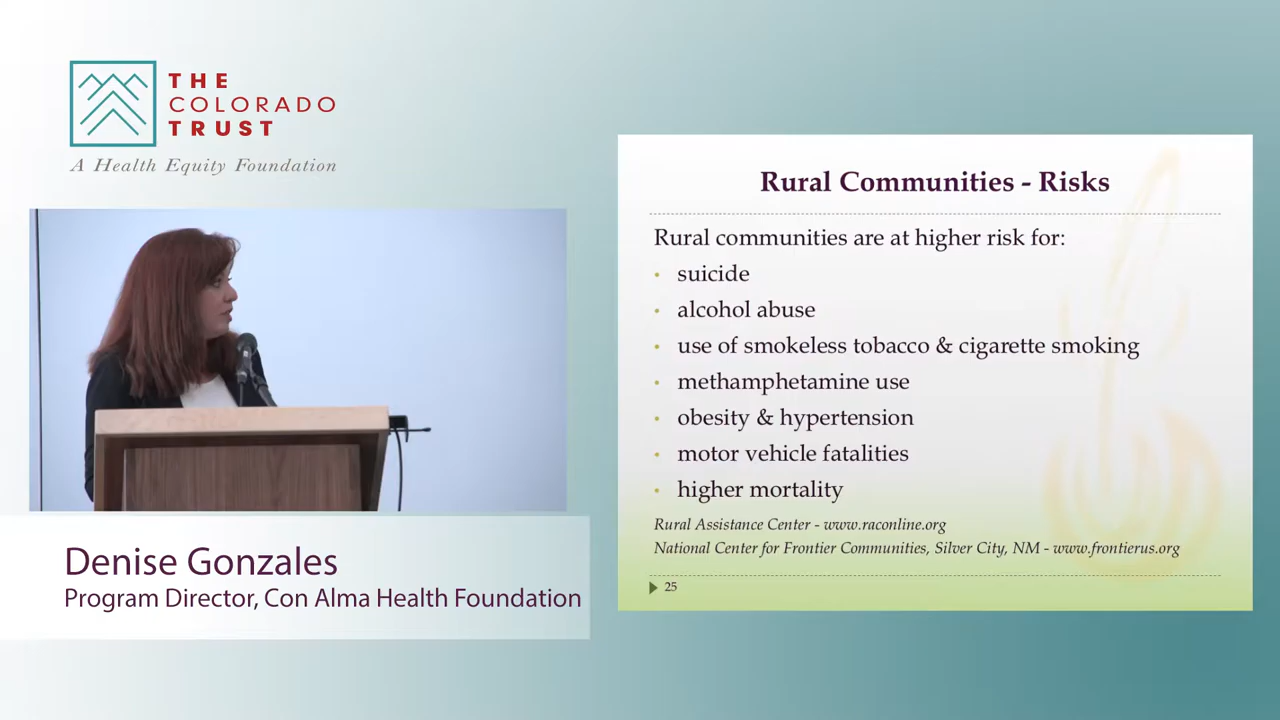 THE
COLORADO
TRUST
A Health Equity Foundation
Rural Communities - Risks
Rural communities are at higher risk for:
• suicide
• alcohol abuse
• use of smokeless tobacco & cigarette smoking
• methamphetamine use
• obesity & hypertension
• motor vehicle fatalities
• higher mortality
Rural Assistance Center - www.raconline.org
National Center for Frontier Communities, Silver City, NM - www.frontierus.org
25
Denise Gonzales
Program Director, Con Alma Health Foundation